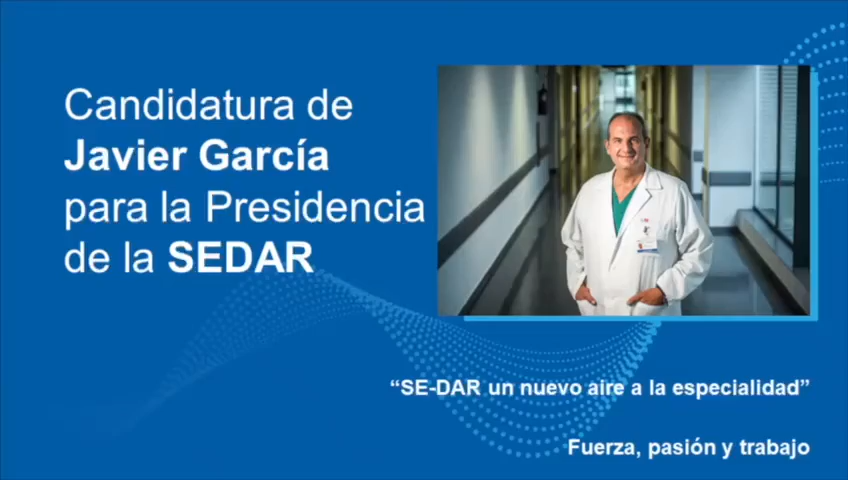 Candidatura de
Javier García
para la Presidencia
de la SEDAR
“SE-DAR un nuevo aire a la especialidad”
Fuerza, pasión y trabajo